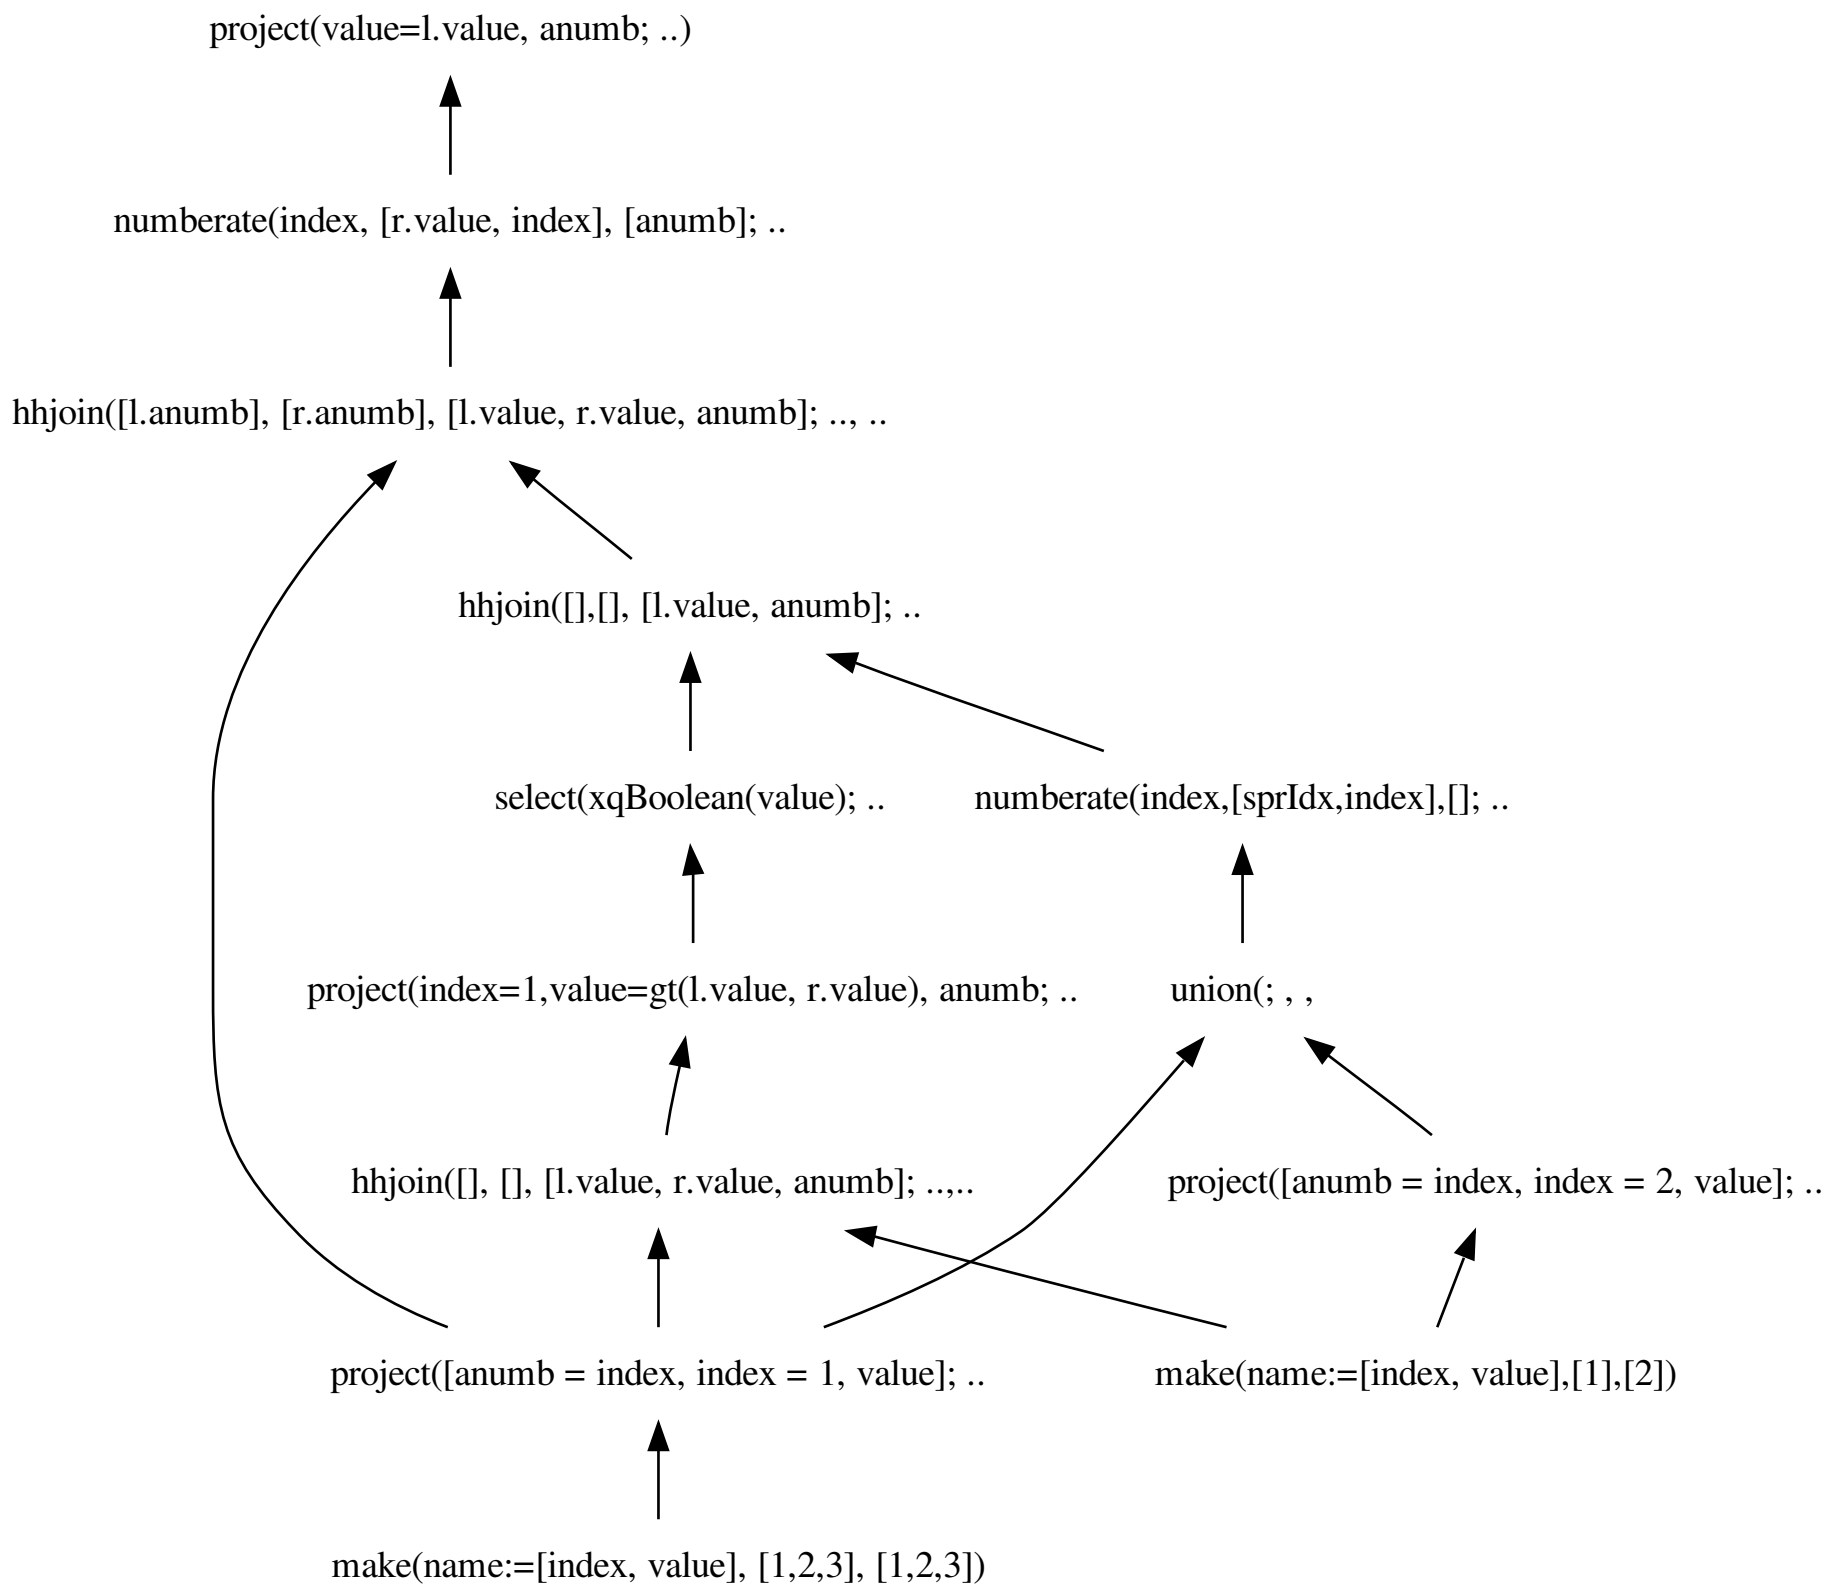 project(value=l.value, anumb; ..)
numberate(index, [r.value, index], [anumb]; ..
hhjoin([l.anumb], [r.anumb], [l.value, r.value, anumb]; .., ..
hhjoin([],[], [l.value, anumb]; ..
select(xqBoolean(value); ..
numberate(index,[sprIdx,index],[]; ..
project(index=1,value=gt(l.value, r.value), anumb; ..
union(; , ,
hhjoin([], [], [l.value, r.value, anumb]; ..,..
project([anumb = index, index = 2, value]; ..
project([anumb = index, index = 1, value]; ..
make(name:=[index, value],[1],[2])
make(name:=[index, value], [1,2,3], [1,2,3])